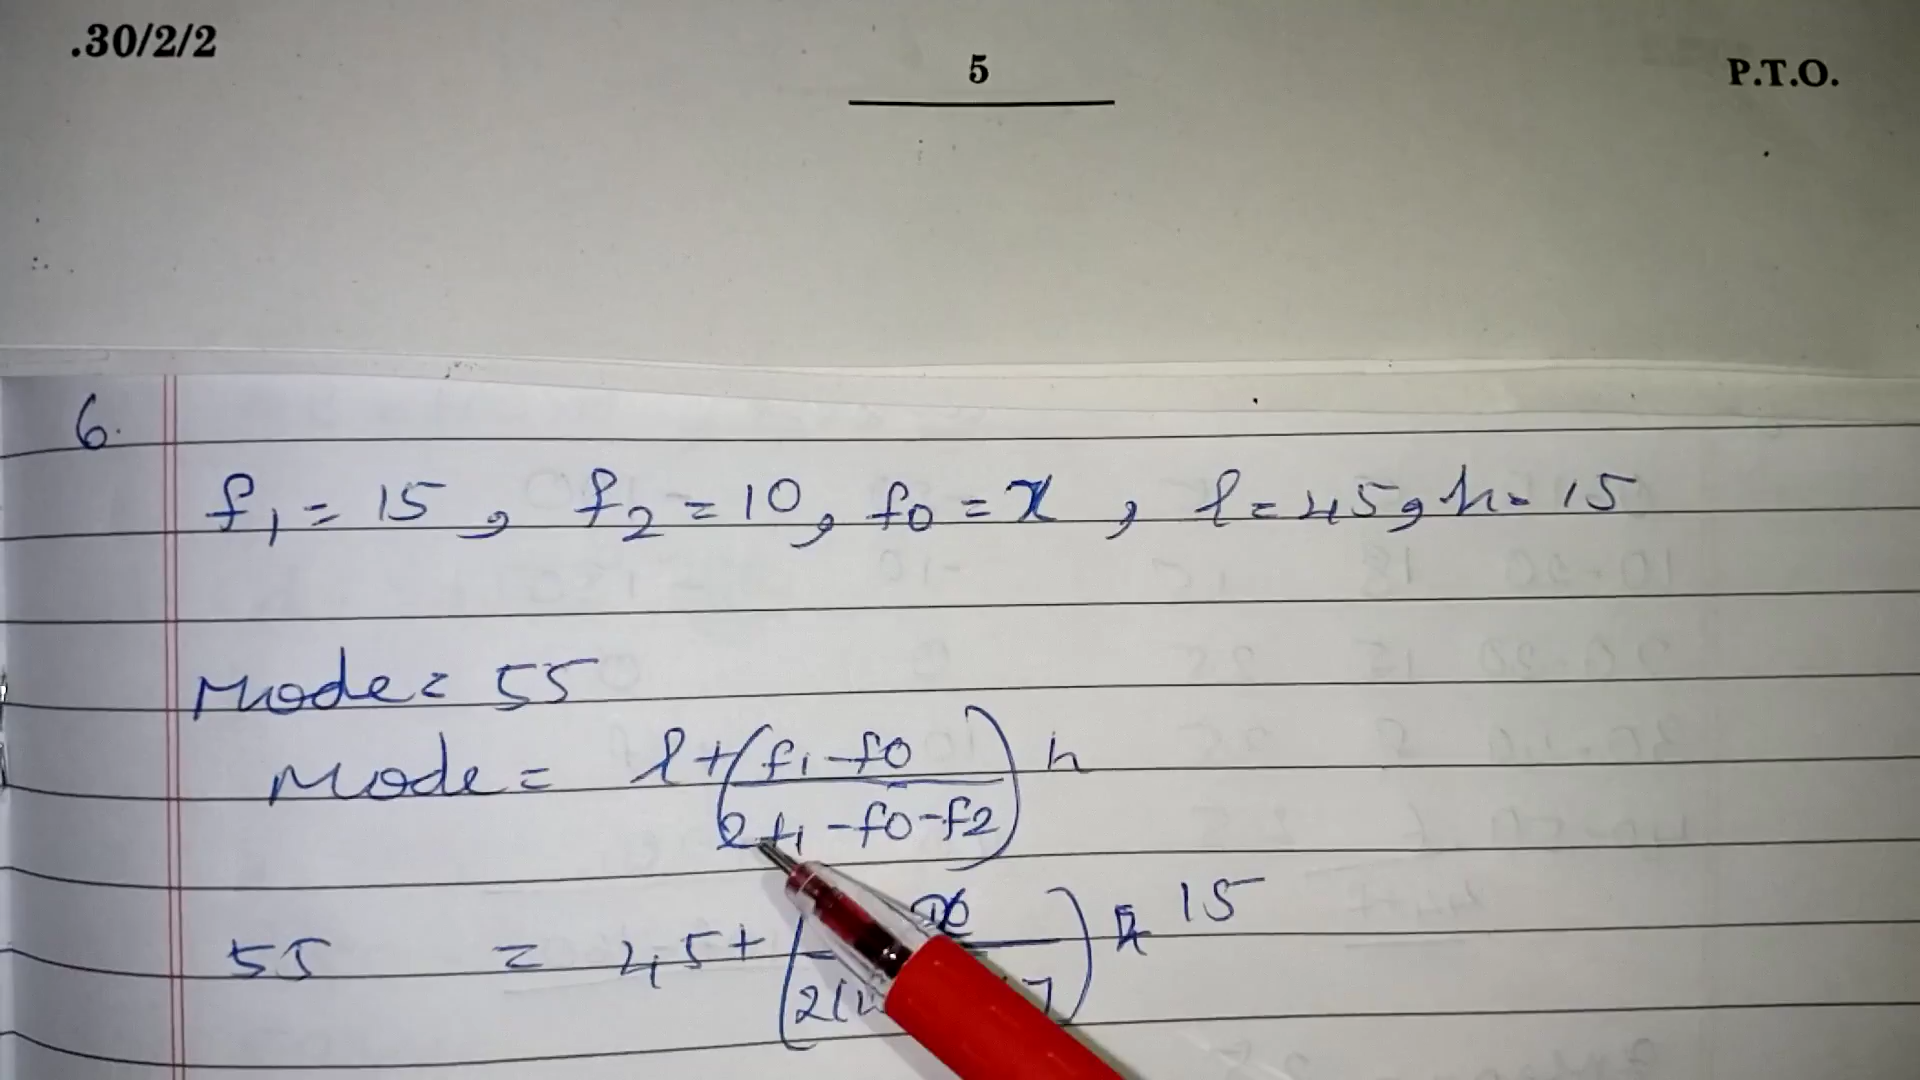 .30/2/2
5
P.T.O.
6.
f1 = 15, f2 = 10, f0 = x, l = 45, h = 15
Mode = 55
Mode = l + (f1 - f0 / 2f1 - f0 - f2) h
55 = 45 + ( / 2( ) 15